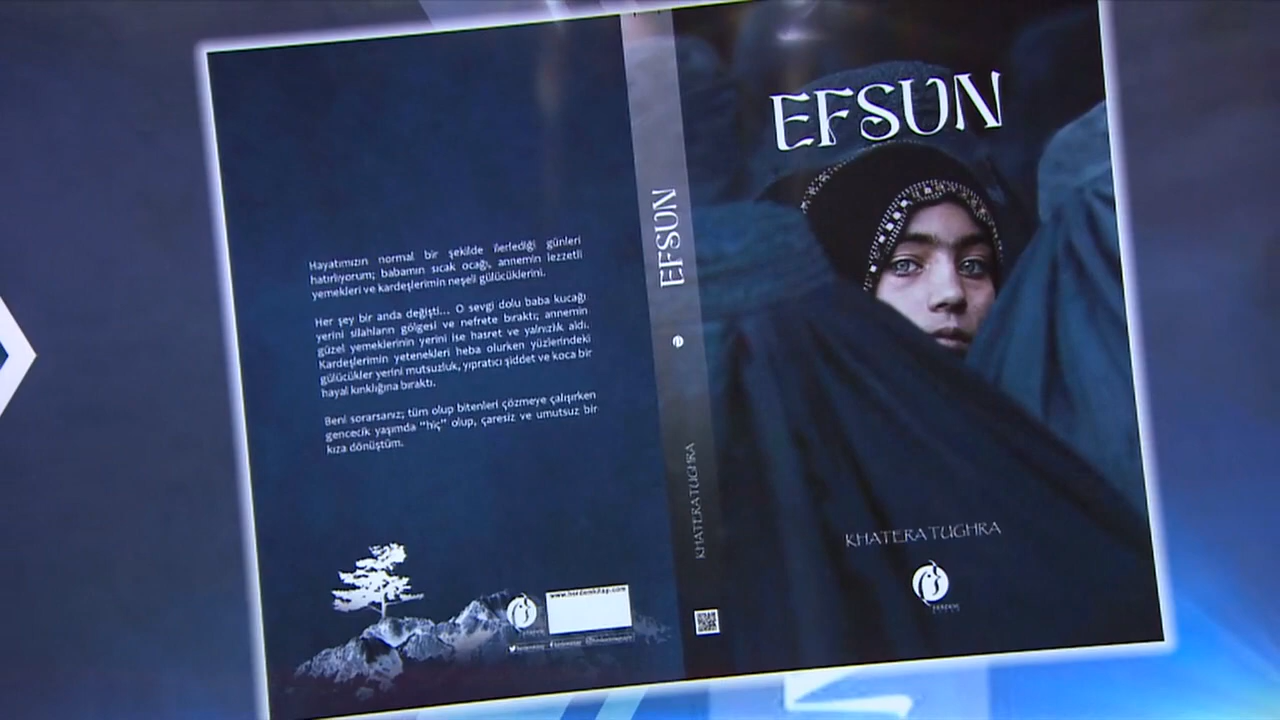 Hayatımızın normal bir şekilde ilerlediği günleri
hatırlıyorum; babamın sıcak ocağı, annemin lezzetli
yemekleri ve kardeşlerimin neşeli gülücüklerini.
Her şey bir anda değişti... O sevgi dolu baba kucağı
yerini silahların gölgesi ve nefrete bıraktı; annemin
güzel yemeklerinin yerini ise hasret ve yalnızlık aldı.
Kardeşlerimin yetenekleri heba olurken yüzlerindeki
gülücükler yerini mutsuzluk, yıpratıcı şiddet ve koca bir
hayal kırıklığına bıraktı.
Beni sorarsanız; tüm olup bitenleri çözmeye çalışırken
gencecik yaşımda "hiç" olup, çaresiz ve umutsuz bir
kıza dönüştüm.
www.herdemkitap.com
EFSUN
KHATERA TUGHRA
EFSUN
KHATERA TUGHRA